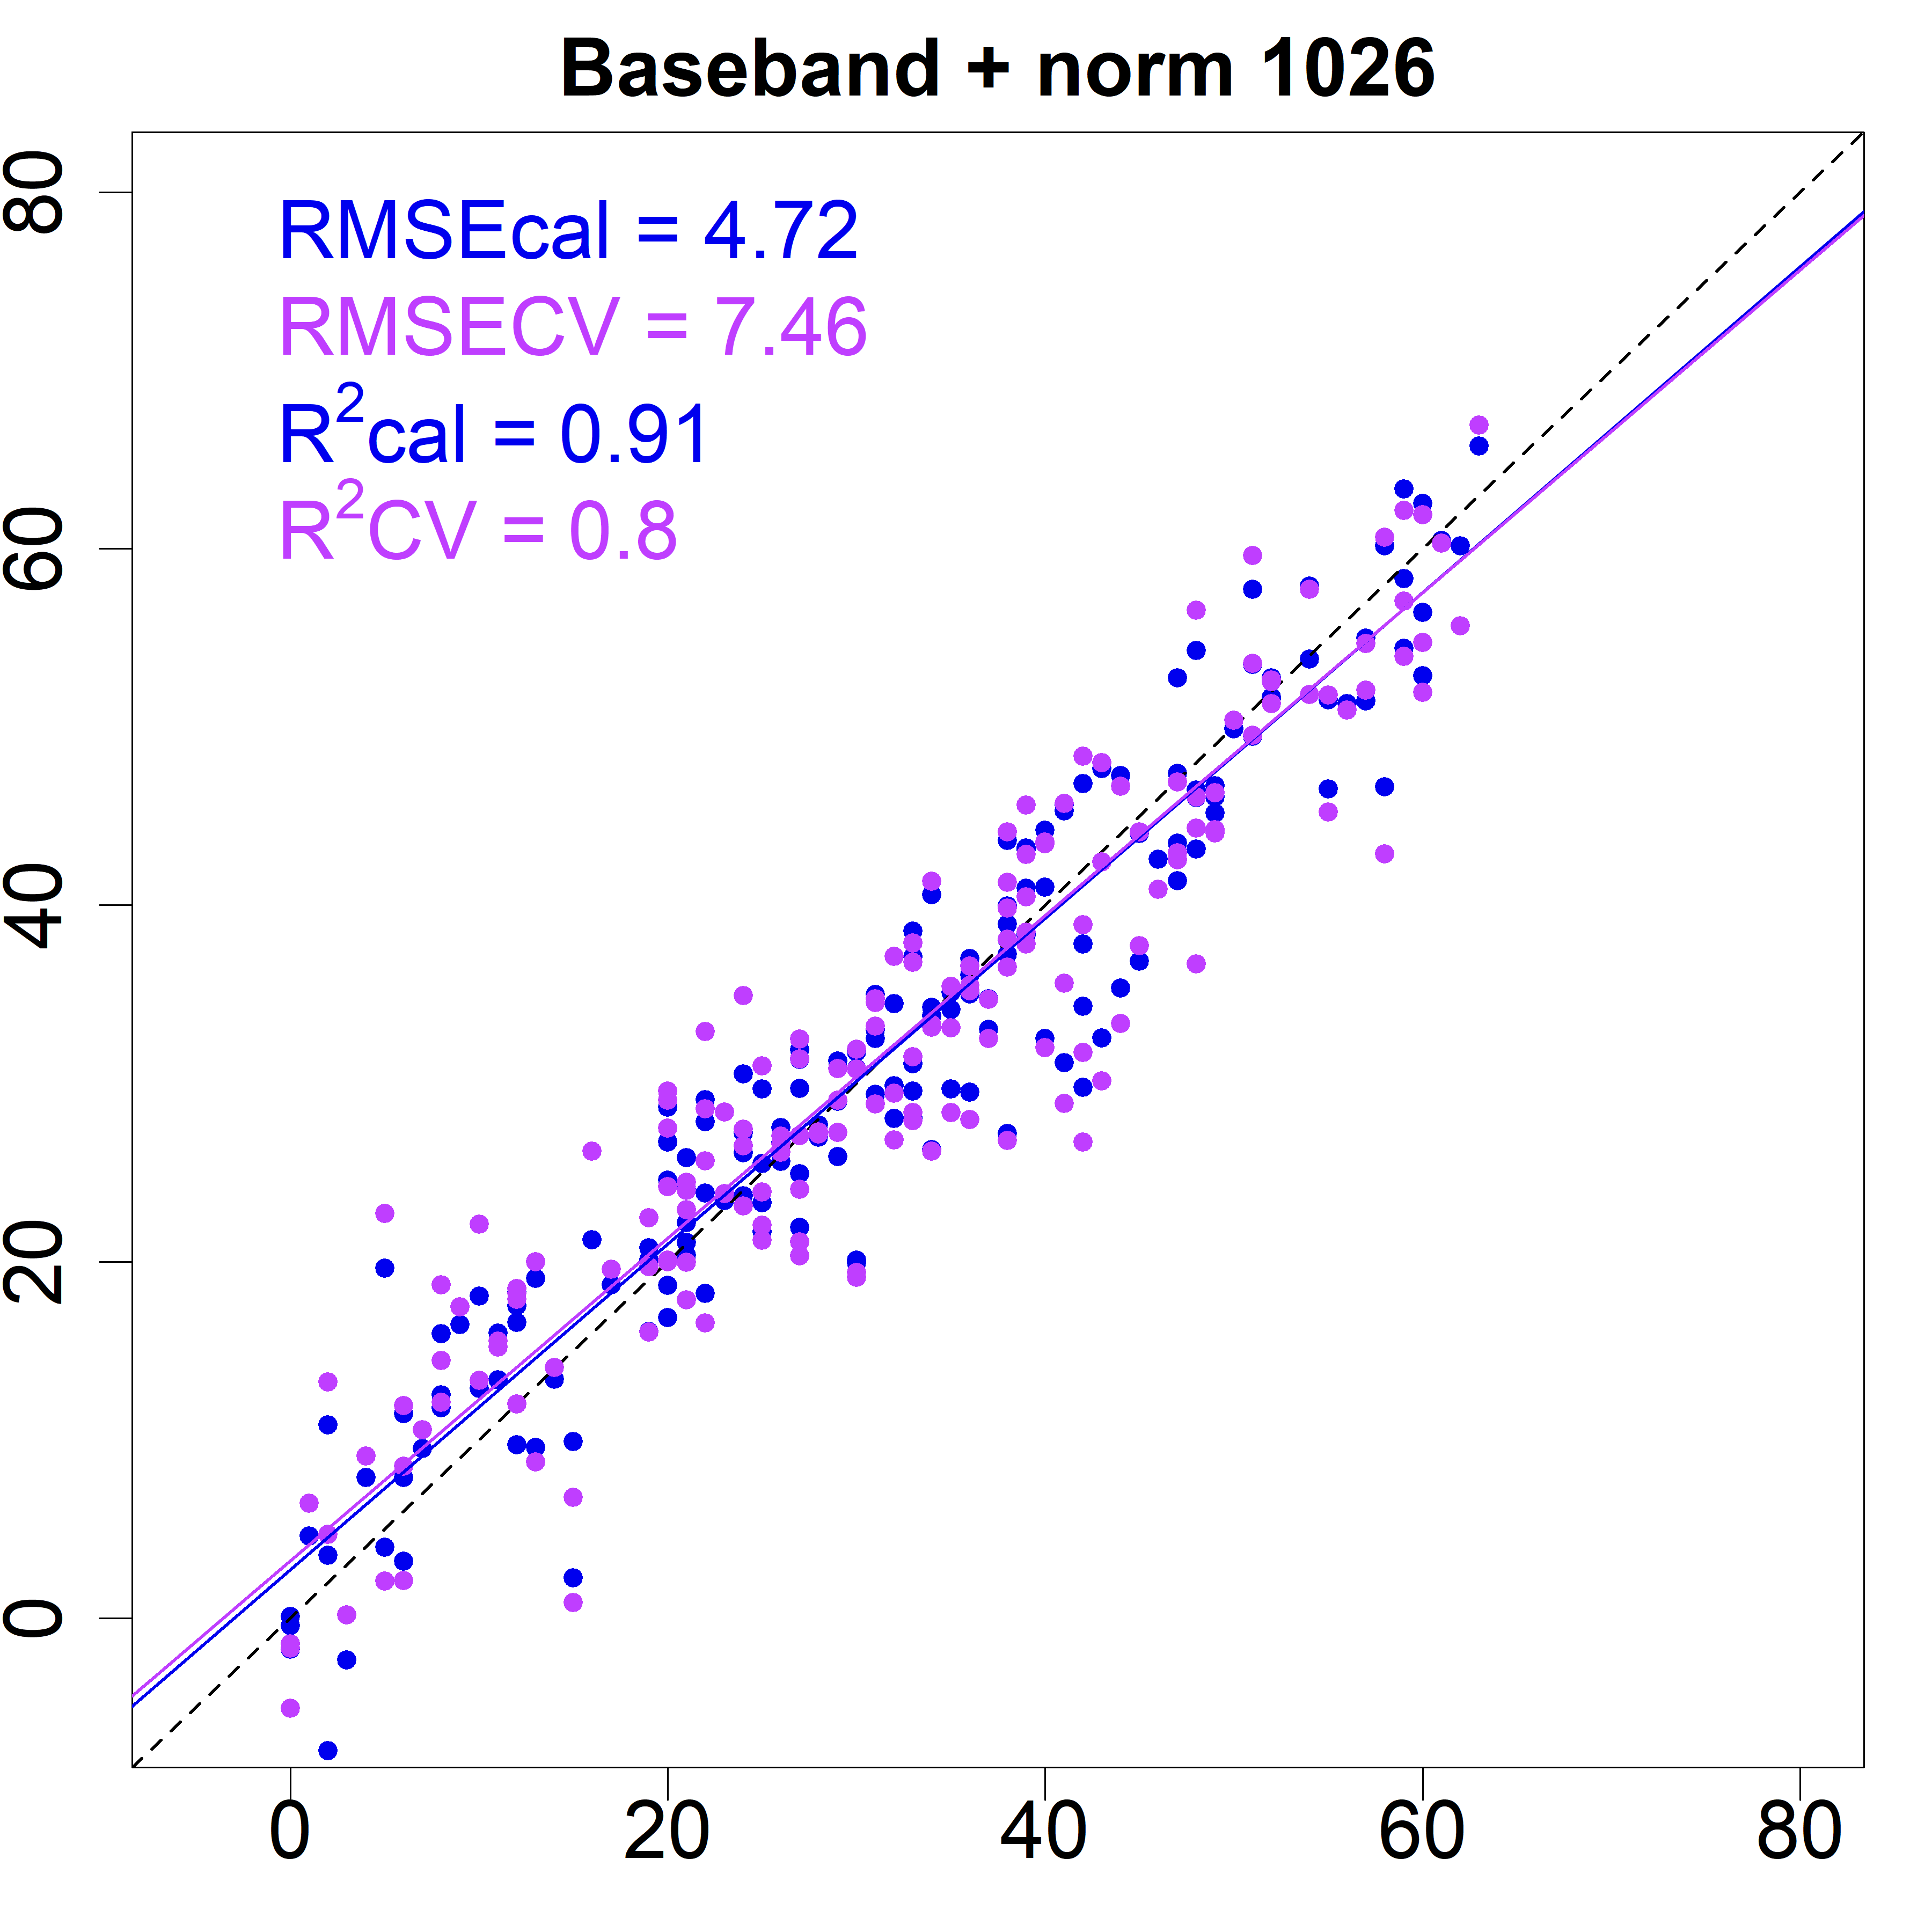 Baseband + norm 1026
RMSEcal = 4.72
RMSECV = 7.46
R²cal = 0.91
R²CV = 0.8
80
60
40
20
0
0 20 40 60 80